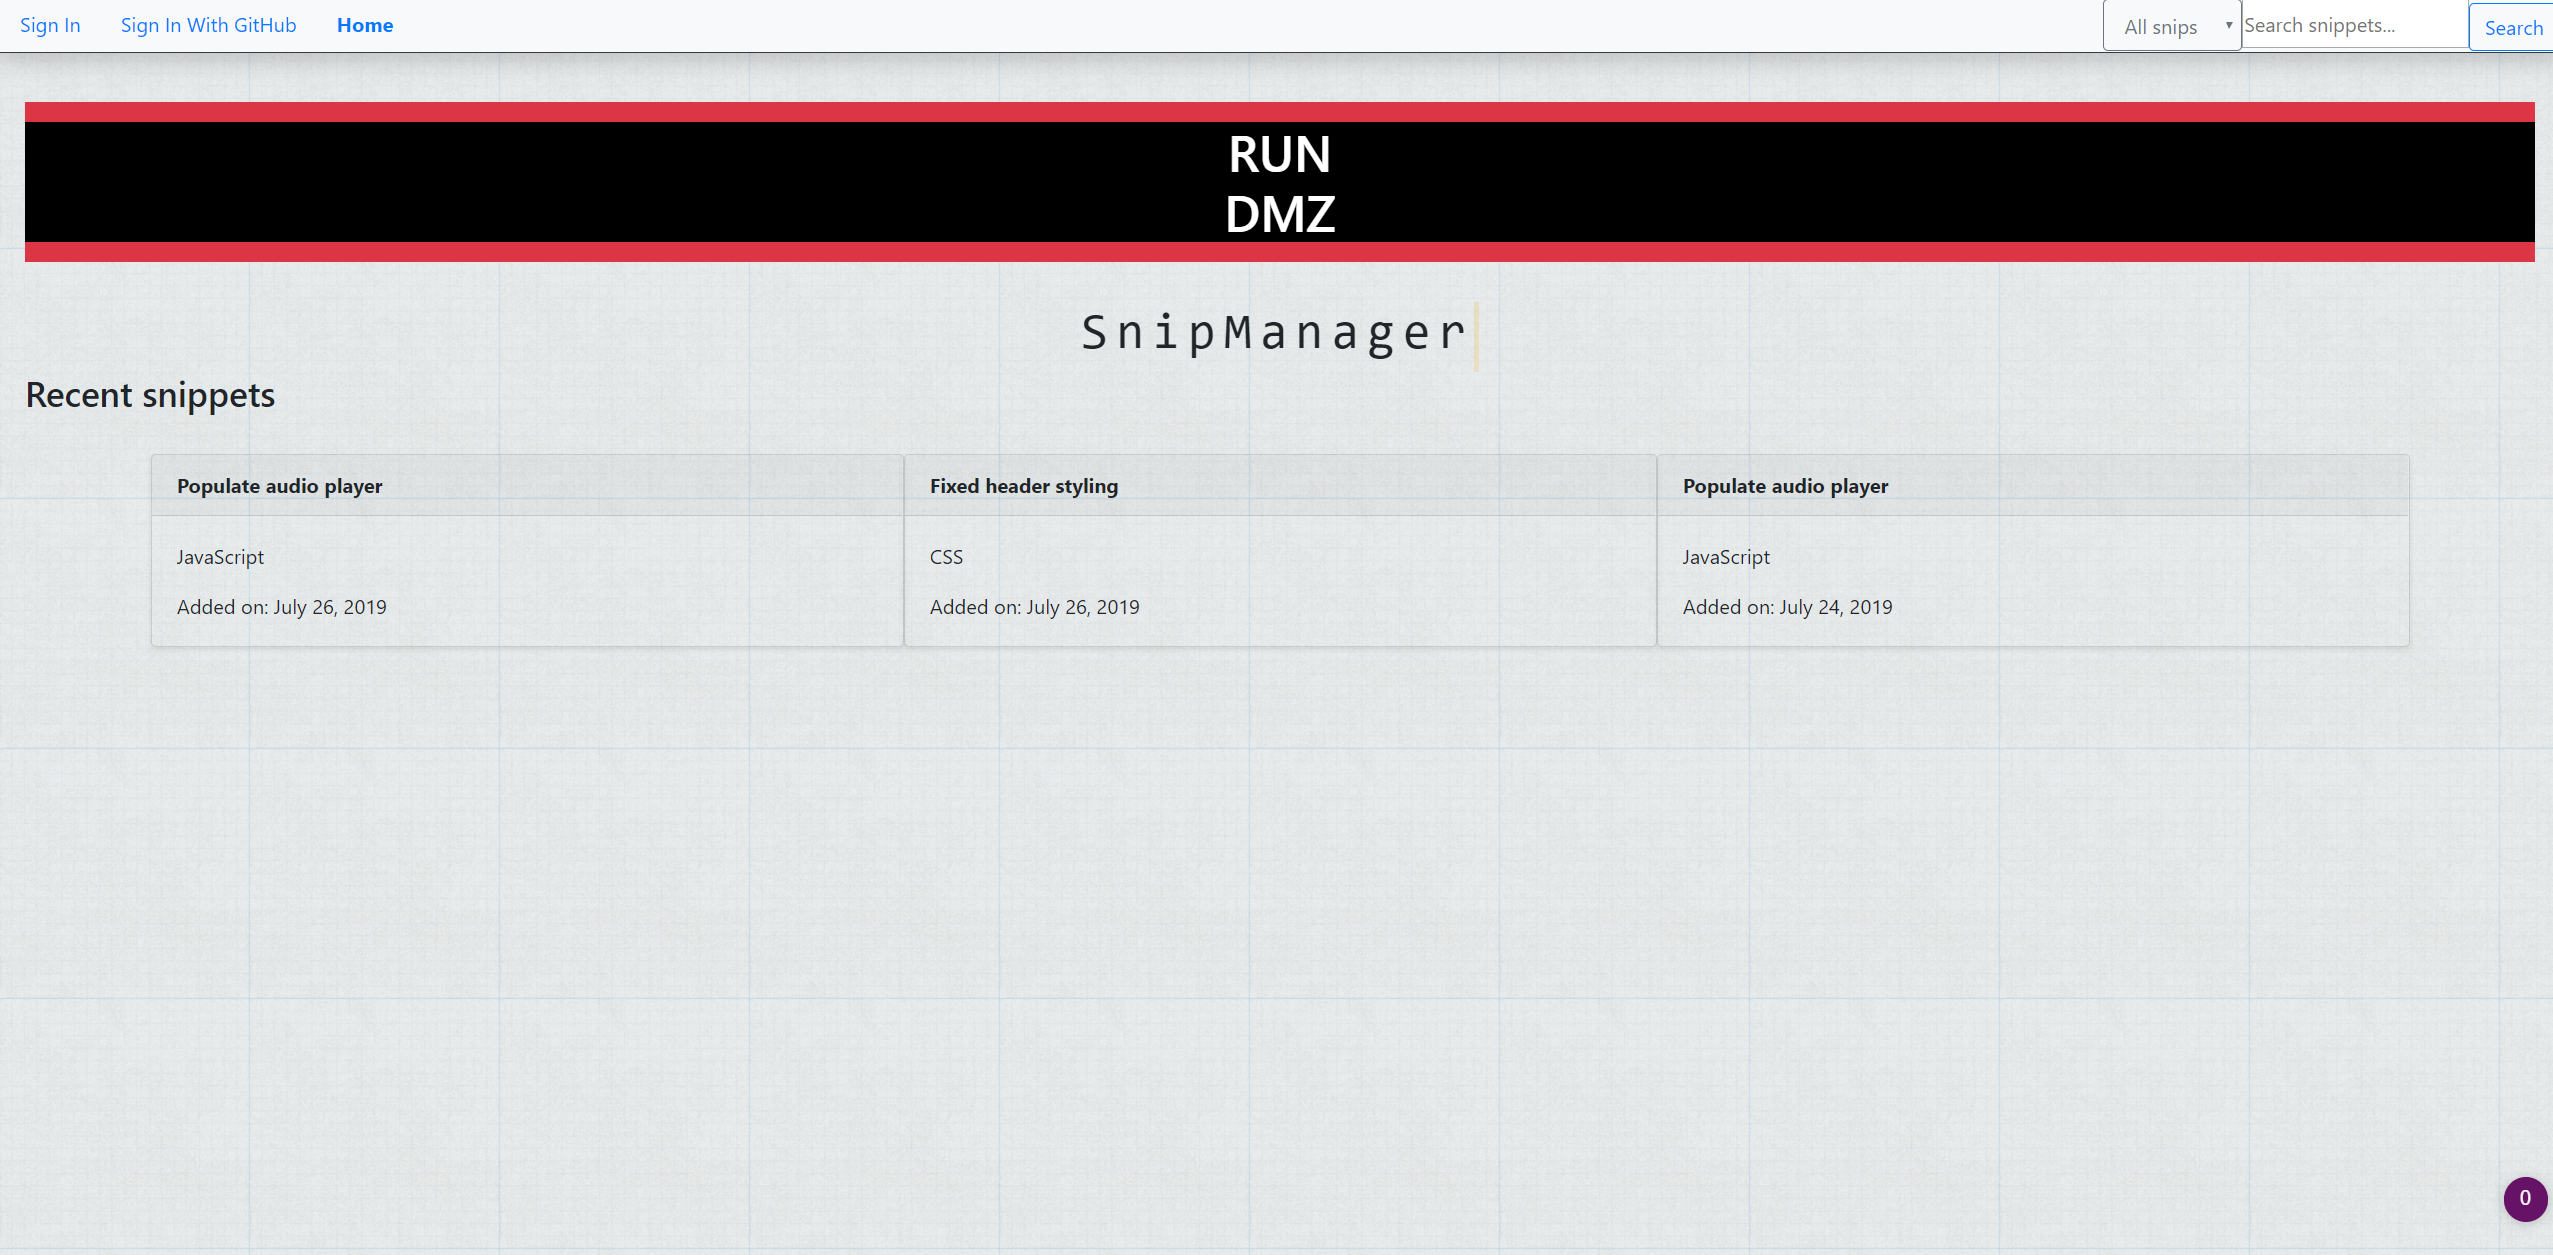 Sign In Sign In With GitHub Home All snips Search snippets... Search
RUN
DMZ
SnipManager
Recent snippets
Populate audio player
JavaScript
Added on: July 26, 2019
Fixed header styling
CSS
Added on: July 26, 2019
Populate audio player
JavaScript
Added on: July 24, 2019
0